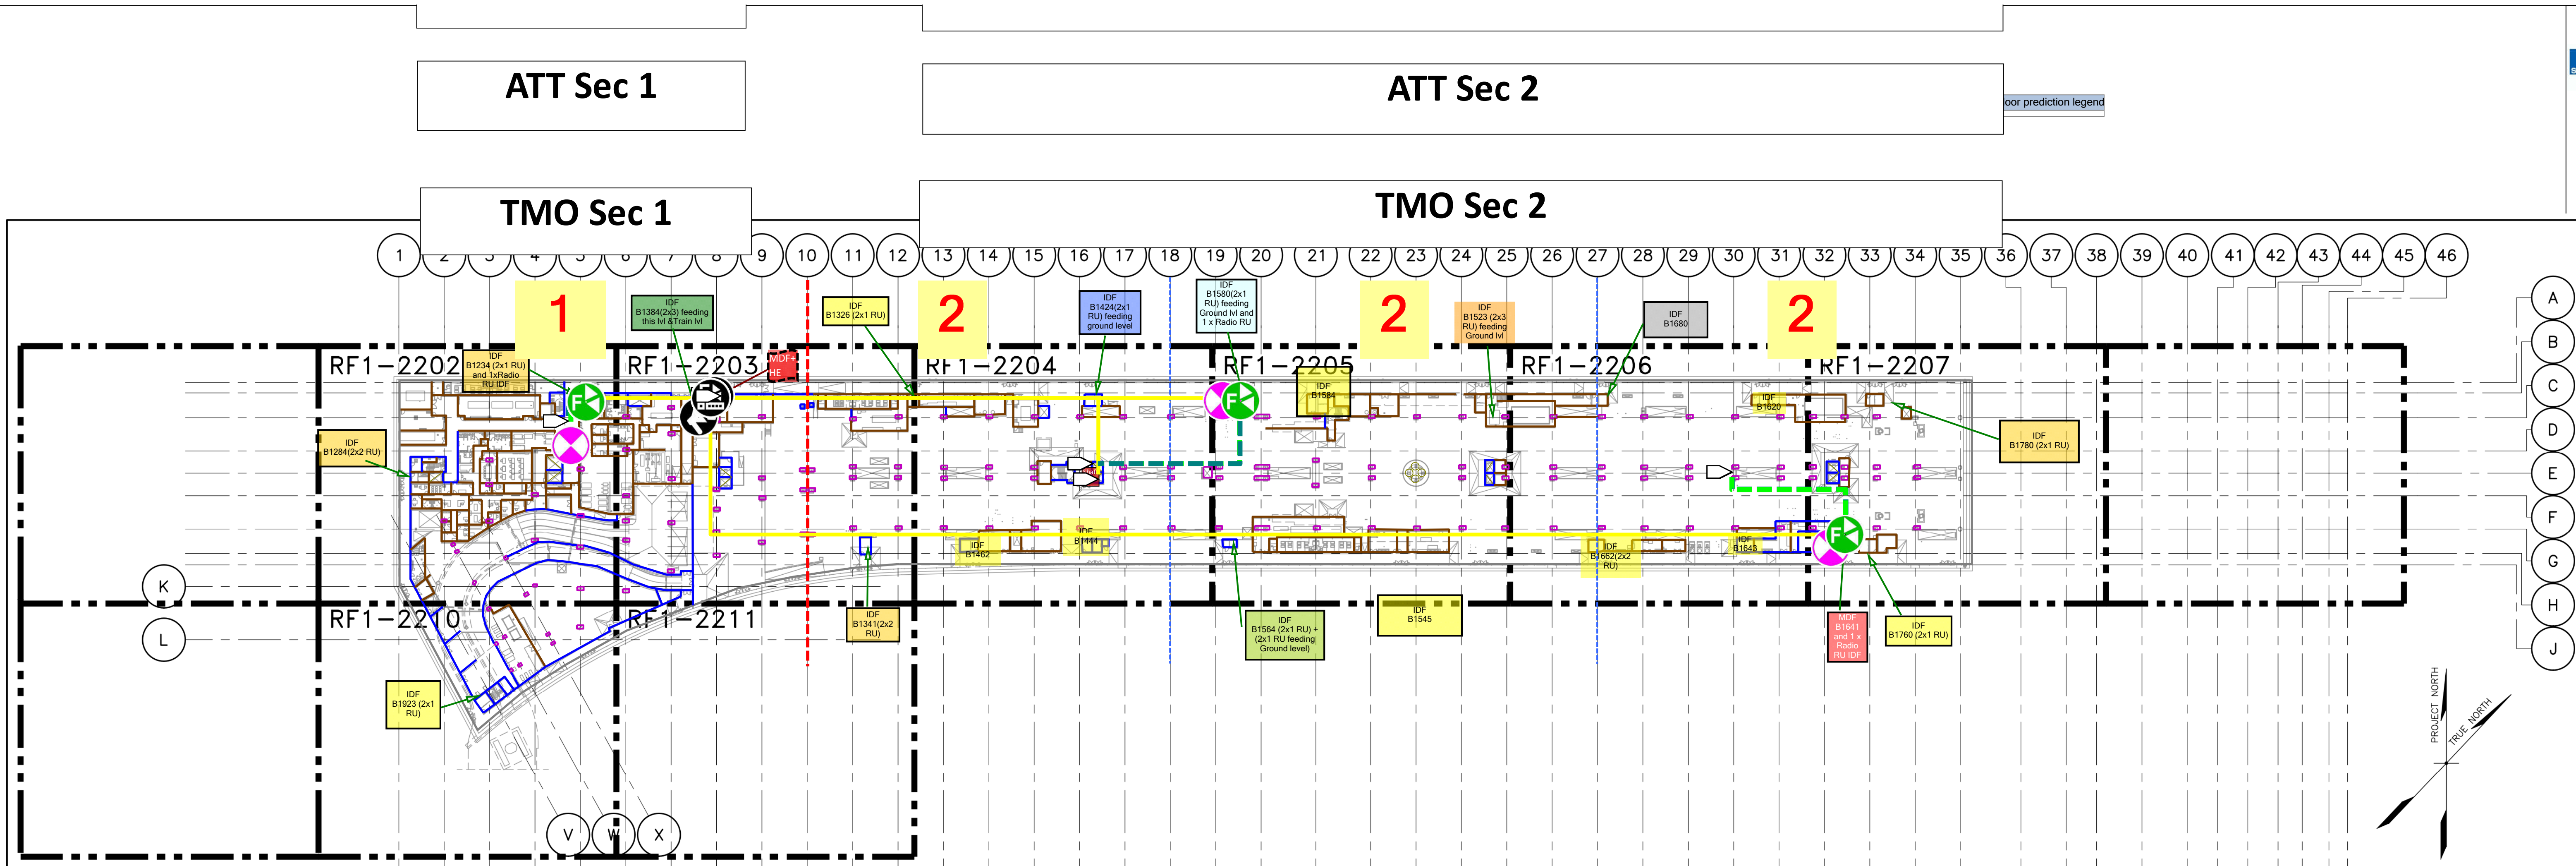 ATT Sec 1
ATT Sec 2
oor prediction legend
TMO Sec 1
TMO Sec 2
1 2 3 4 5 6 7 8 9 10 11 12 13 14 15 16 17 18 19 20 21 22 23 24 25 26 27 28 29 30 31 32 33 34 35 36 37 38 39 40 41 42 43 44 45 46
1
2
2
2
IDF
B1384(2x3) feeding
this lvl &Train lvl
IDF
B1326 (2x1 RU)
IDF
B1424(2x1
RU) feeding
ground level
IDF
B1580(2x1
RU) feeding
Ground lvl and
1 x Radio RU
IDF
B1523 (2x3
RU) feeding
Ground lvl
IDF
B1680
RF1-2202
RF1-2203
RF1-2204
RF1-2205
RF1-2206
RF1-2207
IDF
B1234 (2x1 RU)
and 1xRadio
RU IDF
MDF+
HE
IDF
B1584
IDF
B1620
F
F
IDF
B1284(2x2 RU)
IDF
B1780 (2x1 RU)
IDF
B1462
IDF
B1444
IDF
B1662(2x2
RU)
IDF
B1643
F
RF1-2210
RF1-2211
IDF
B1341(2x2
RU)
IDF
B1564 (2x1 RU) +
(2x1 RU feeding
Ground level)
IDF
B1545
MDF
B1641
and 1 x
Radio
RU IDF
IDF
B1760 (2x1 RU)
IDF
B1923 (2x1
RU)
A
B
C
D
E
F
G
H
J
K
L
V W X
PROJECT NORTH
TRUE NORTH